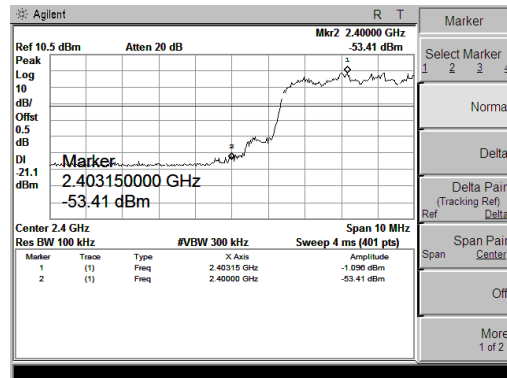 Agilent R T
Mkr2 2.40000 GHz
Ref 10.5 dBm Atten 20 dB -53.41 dBm
Peak
Log
10
dB/
Offst
0.5
dB
DI
-21.1
dBm
1
2
Marker
2.403150000 GHz
-53.41 dBm
Center 2.4 GHz Span 10 MHz
Res BW 100 kHz #VBW 300 kHz Sweep 4 ms (401 pts)
Marker Trace Type X Axis Amplitude
1 (1) Freq 2.40315 GHz -1.096 dBm
2 (1) Freq 2.40000 GHz -53.41 dBm
Marker
Select Marker
1 2 3 4
Norma
Delta
Delta Pair
(Tracking Ref)
Ref Delta
Span Pair
Span Center
Off
More
1 of 2